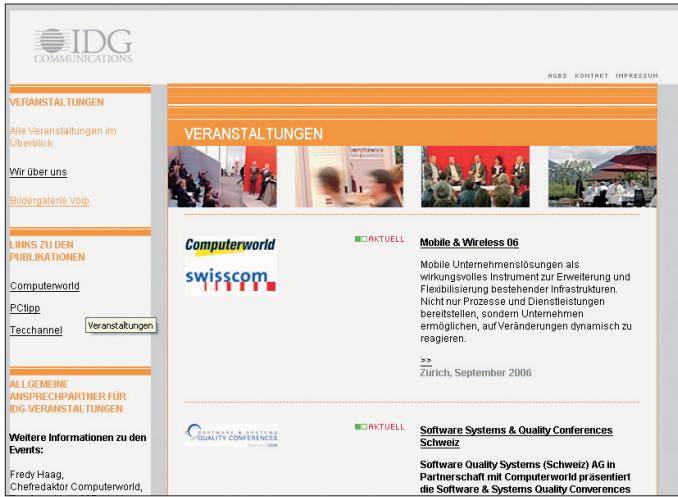 IDG
COMMUNICATIONS
AGBS KONTAKT IMPRESSUM
VERANSTALTUNGEN
Alle Veranstaltungen im
Überblick
Wir über uns
Bildergalerie Voip
LINKS ZU DEN
PUBLIKATIONEN
Computerworld
PCtipp
Tecchannel
Veranstaltungen
ALLGEMEINE
ANSPRECHPARTNER FÜR
IDG-VERANSTALTUNGEN
Weitere Informationen zu den
Events:
Fredy Haag,
Chefredaktor Computerworld,
VERANSTALTUNGEN
Computerworld
swisscom
AKTUELL
Mobile & Wireless 06
Mobile Unternehmenslösungen als
wirkungsvolles Instrument zur Erweiterung und
Flexibilisierung bestehender Infrastrukturen.
Nicht nur Prozesse und Dienstleistungen
bereitstellen, sondern Unternehmen
ermöglichen, auf Veränderungen dynamisch zu
reagieren.
>>
Zürich, September 2006
SOFTWARE & SYSTEMS
QUALITY CONFERENCES
AKTUELL
Software Systems & Quality Conferences
Schweiz
Software Quality Systems (Schweiz) AG in
Partnerschaft mit Computerworld präsentiert
die Software & Systems Quality Converences